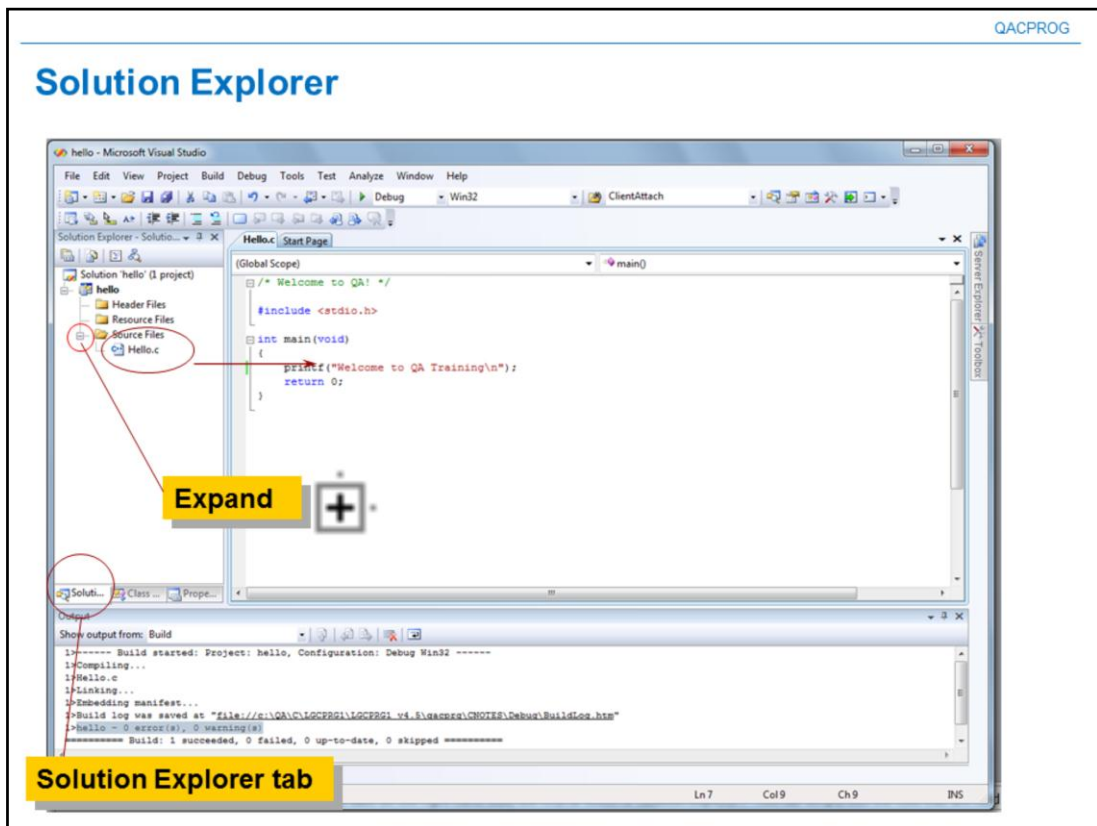 QACPROG
Solution Explorer
hello - Microsoft Visual Studio
File Edit View Project Build Debug Tools Test Analyze Window Help
Debug Win32 ClientAttach
Solution Explorer - Solutio...
Hello.c Start Page
(Global Scope) main()
Solution 'hello' (1 project)
hello
Header Files
Resource Files
Source Files
Hello.c
/* Welcome to QA! */
#include <stdio.h>
int main(void)
{
printf("Welcome to QA Training\n");
return 0;
}
Server Explorer
Toolbox
Expand
Soluti... Class ... Prope...
Output
Show output from: Build
1>------ Build started: Project: hello, Configuration: Debug Win32 ------
1>Compiling...
1>Hello.c
1>Linking...
1>Embedding manifest...
1>Build log was saved at "file://c:\QA\C\LGCPRG1\LGCPRG1_v4.5\qacprg\CNOTES\Debug\BuildLog.htm"
1>hello - 0 error(s), 0 warning(s)
========== Build: 1 succeeded, 0 failed, 0 up-to-date, 0 skipped ==========
Solution Explorer tab
Ln 7 Col 9 Ch 9 INS